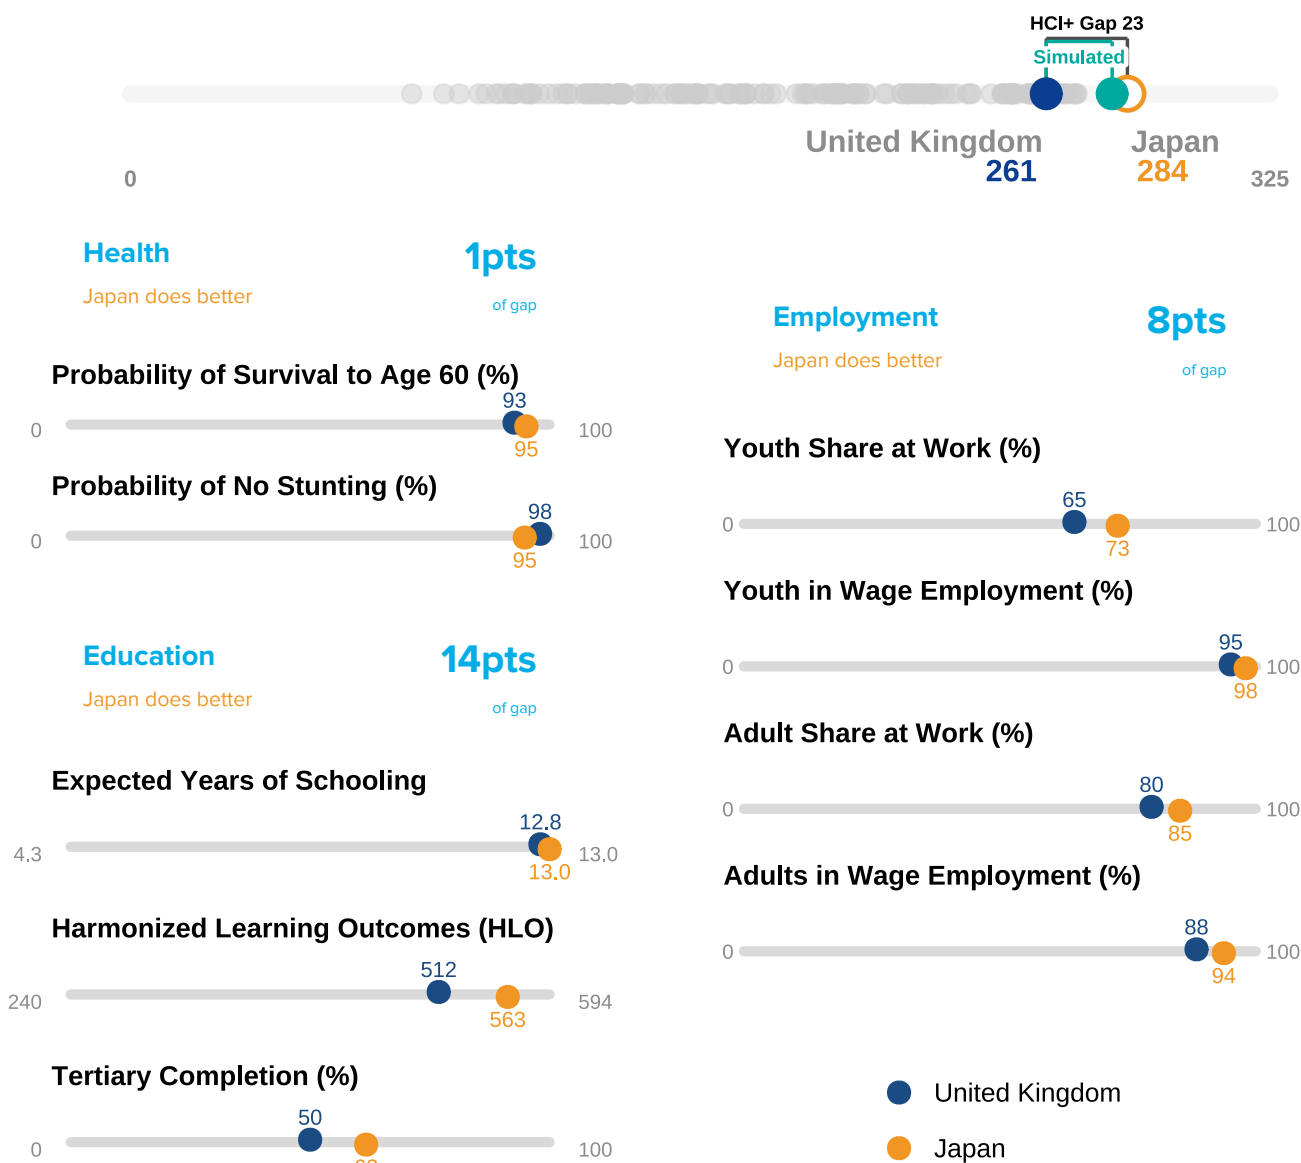 HCI+ Gap 23
Simulated
United Kingdom
261
Japan
284
0
325
Health
1pts
Japan does better
of gap
Probability of Survival to Age 60 (%)
93
0
100
95
Probability of No Stunting (%)
98
0
100
95
Education
14pts
Japan does better
of gap
Expected Years of Schooling
12.8
4.3
13.0
13.0
Harmonized Learning Outcomes (HLO)
512
240
594
563
Tertiary Completion (%)
50
0
100
Employment
8pts
Japan does better
of gap
Youth Share at Work (%)
65
0
100
73
Youth in Wage Employment (%)
95
0
100
98
Adult Share at Work (%)
80
0
100
85
Adults in Wage Employment (%)
88
0
100
94
United Kingdom
Japan